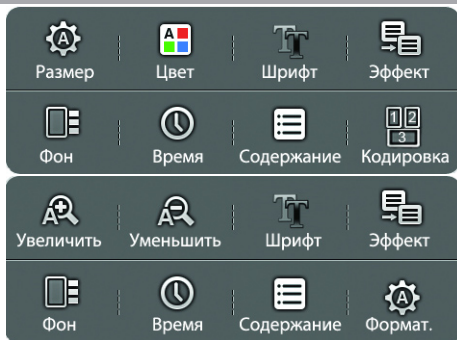 Размер Цвет Шрифт Эффект
Фон Время Содержание Кодировка
Увеличить Уменьшить Шрифт Эффект
Фон Время Содержание Формат.